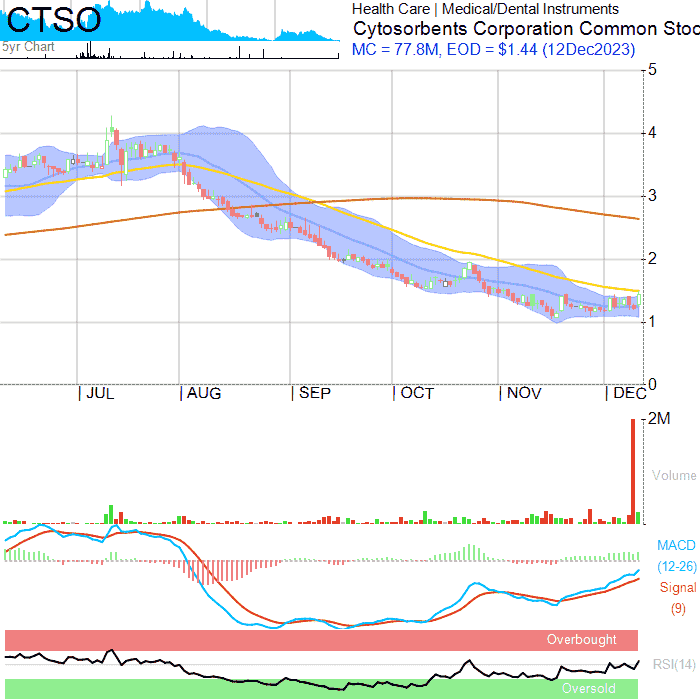 CTSO
5yr Chart
Health Care | Medical/Dental Instruments
Cytosorbents Corporation Common Stoc
MC = 77.8M, EOD = $1.44 (12Dec2023)
5
4
3
2
1
0
JUL AUG SEP OCT NOV DEC
2M
Volume
MACD
(12-26)
Signal
(9)
Overbought
RSI(14)
Oversold